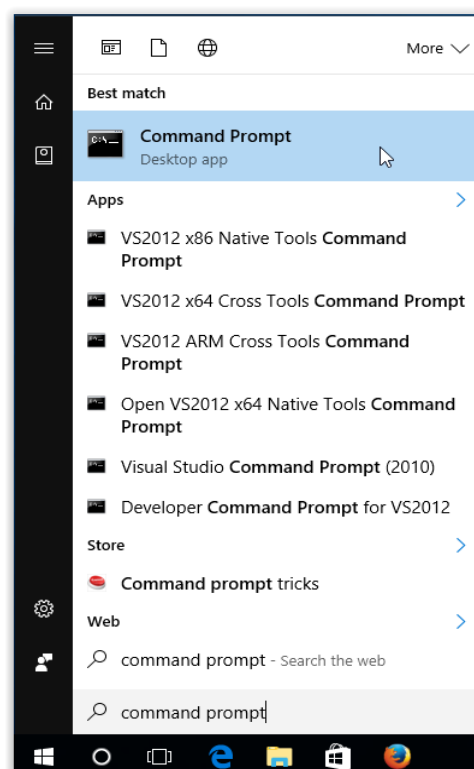 More
Best match
Command Prompt
Desktop app
Apps
VS2012 x86 Native Tools Command
Prompt
VS2012 x64 Cross Tools Command Prompt
VS2012 ARM Cross Tools Command
Prompt
Open VS2012 x64 Native Tools Command
Prompt
Visual Studio Command Prompt (2010)
Developer Command Prompt for VS2012
Store
Command prompt tricks
Web
command prompt - Search the web
command prompt